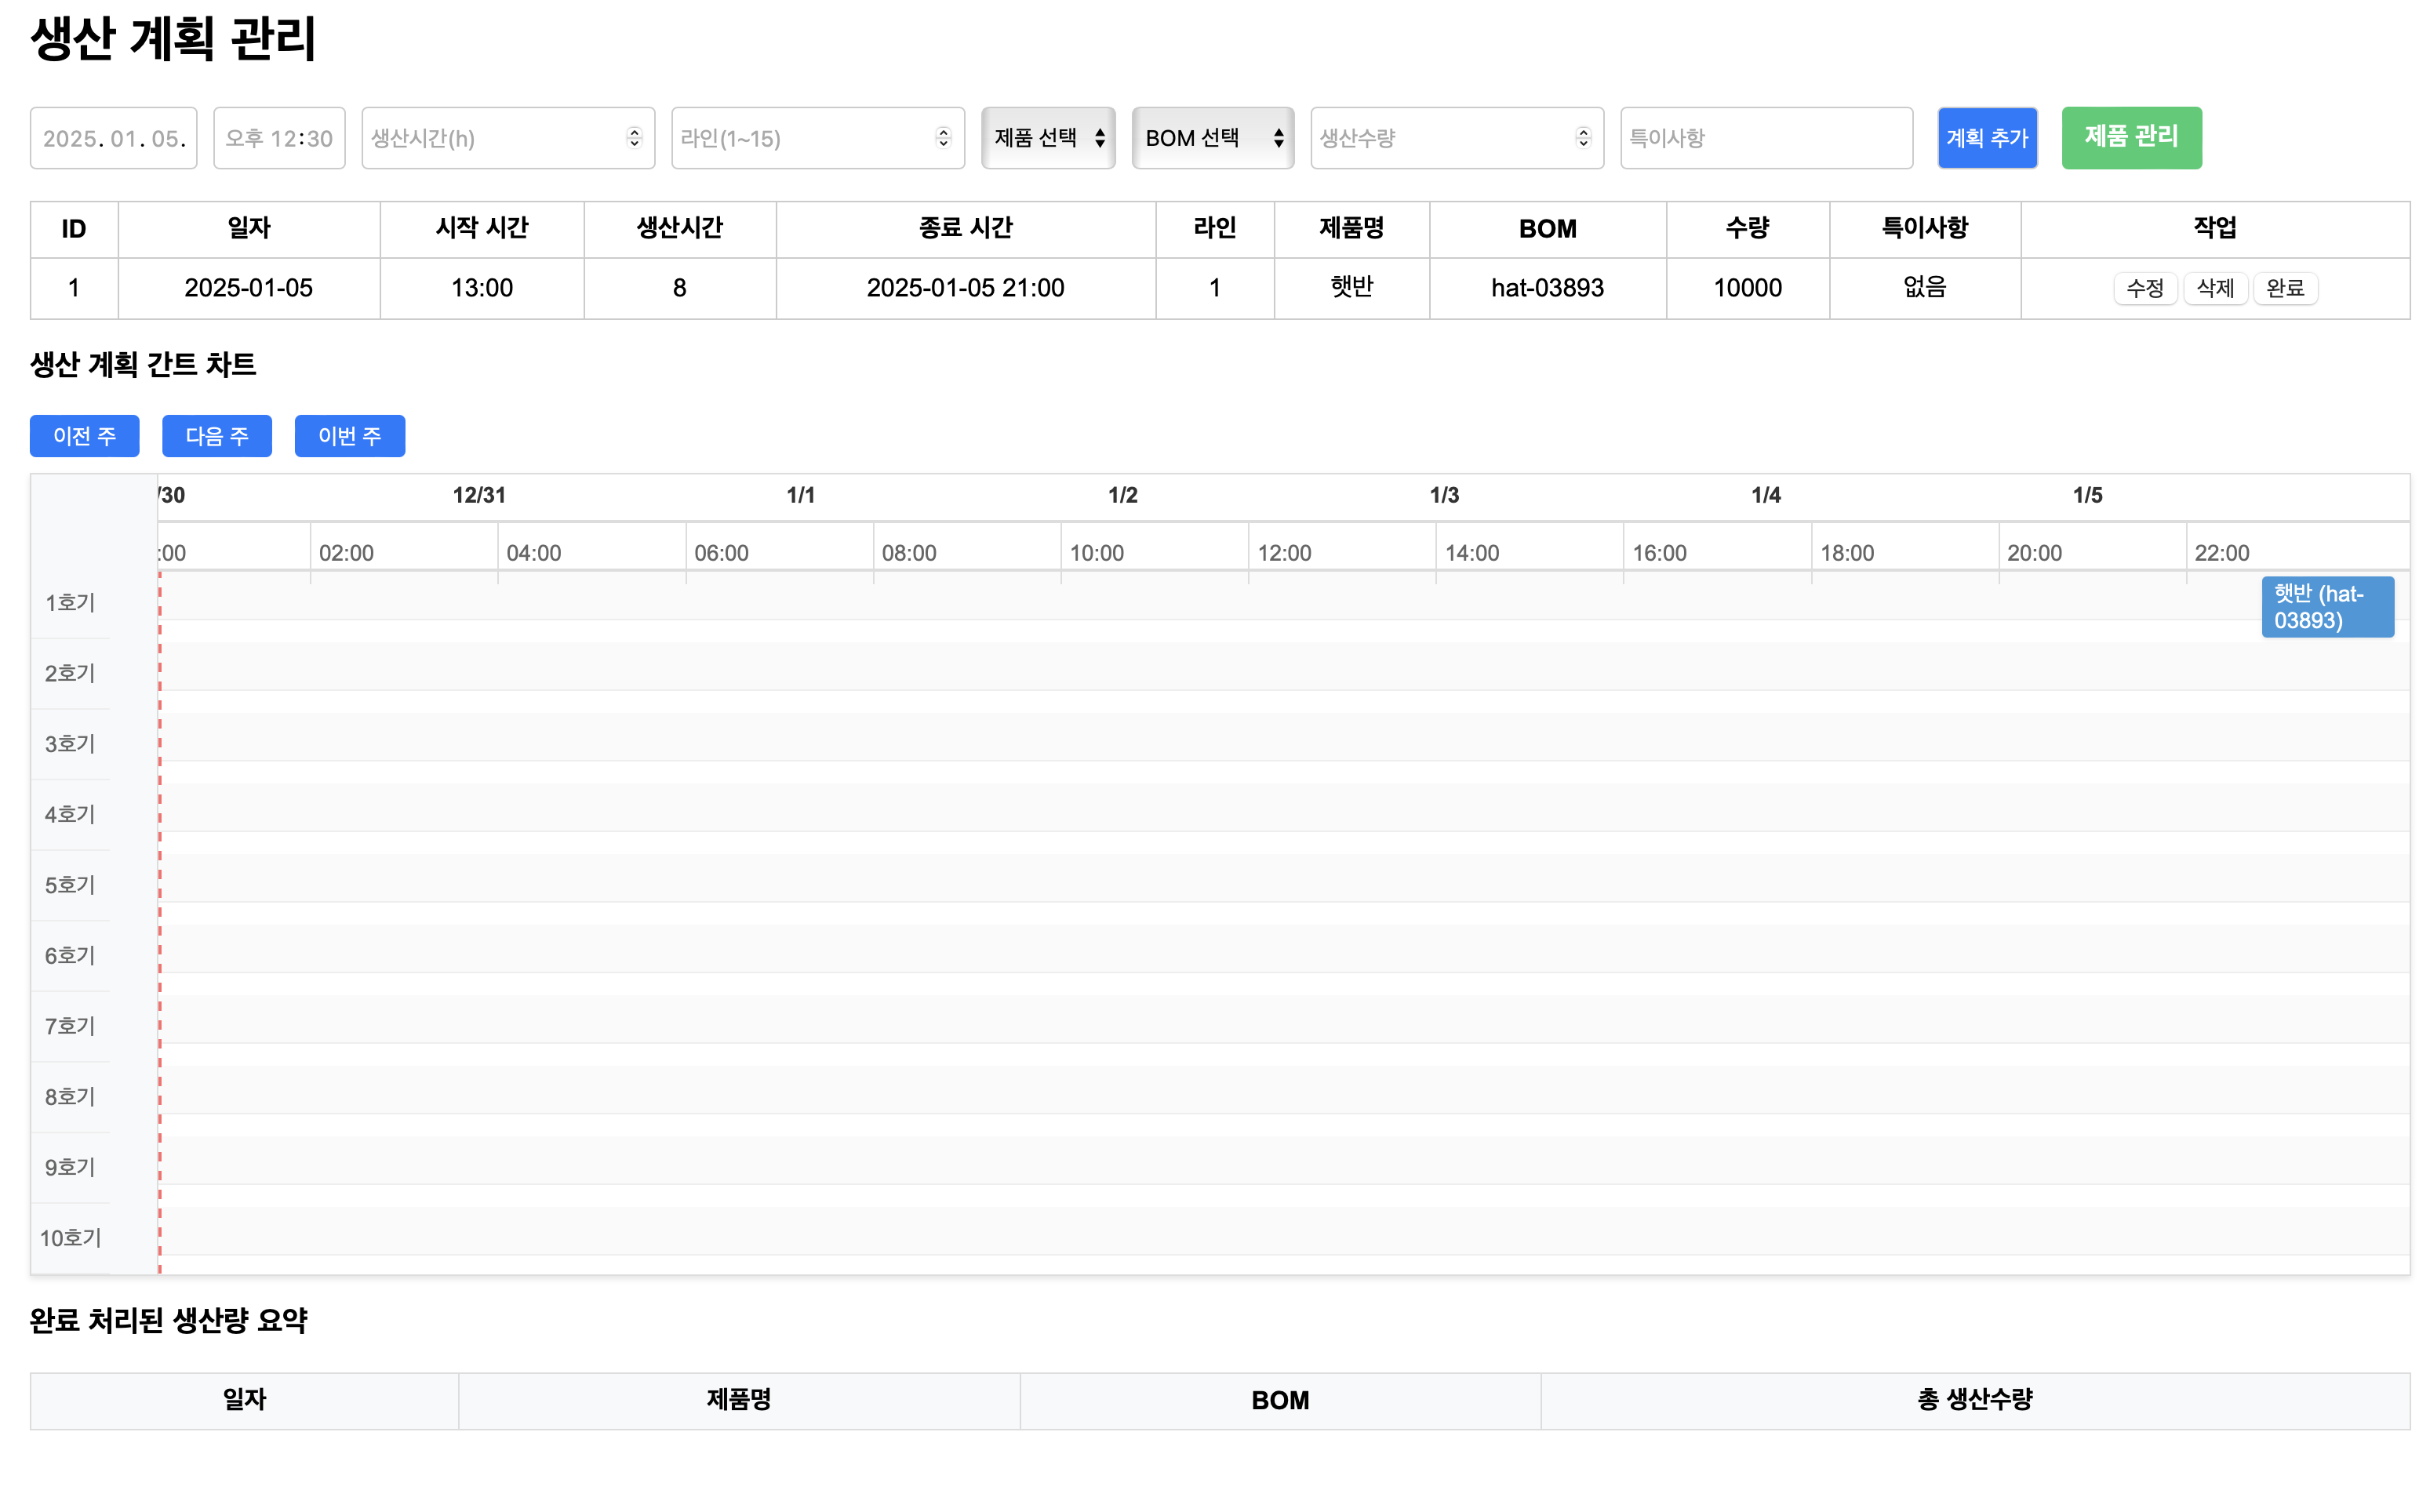 생산 계획 관리
2025. 01. 05. 오후 12:30 생산시간(h) 라인(1~15) 제품 선택 BOM 선택 생산수량 특이사항 계획 추가 제품 관리
ID 일자 시작 시간 생산시간 종료 시간 라인 제품명 BOM 수량 특이사항 작업
1 2025-01-05 13:00 8 2025-01-05 21:00 1 햇반 hat-03893 10000 없음 수정 삭제 완료
생산 계획 간트 차트
이전 주 다음 주 이번 주
/30 12/31 1/1 1/2 1/3 1/4 1/5
:00 02:00 04:00 06:00 08:00 10:00 12:00 14:00 16:00 18:00 20:00 22:00
1호기
햇반 (hat-
03893)
2호기
3호기
4호기
5호기
6호기
7호기
8호기
9호기
10호기
완료 처리된 생산량 요약
일자 제품명 BOM 총 생산수량